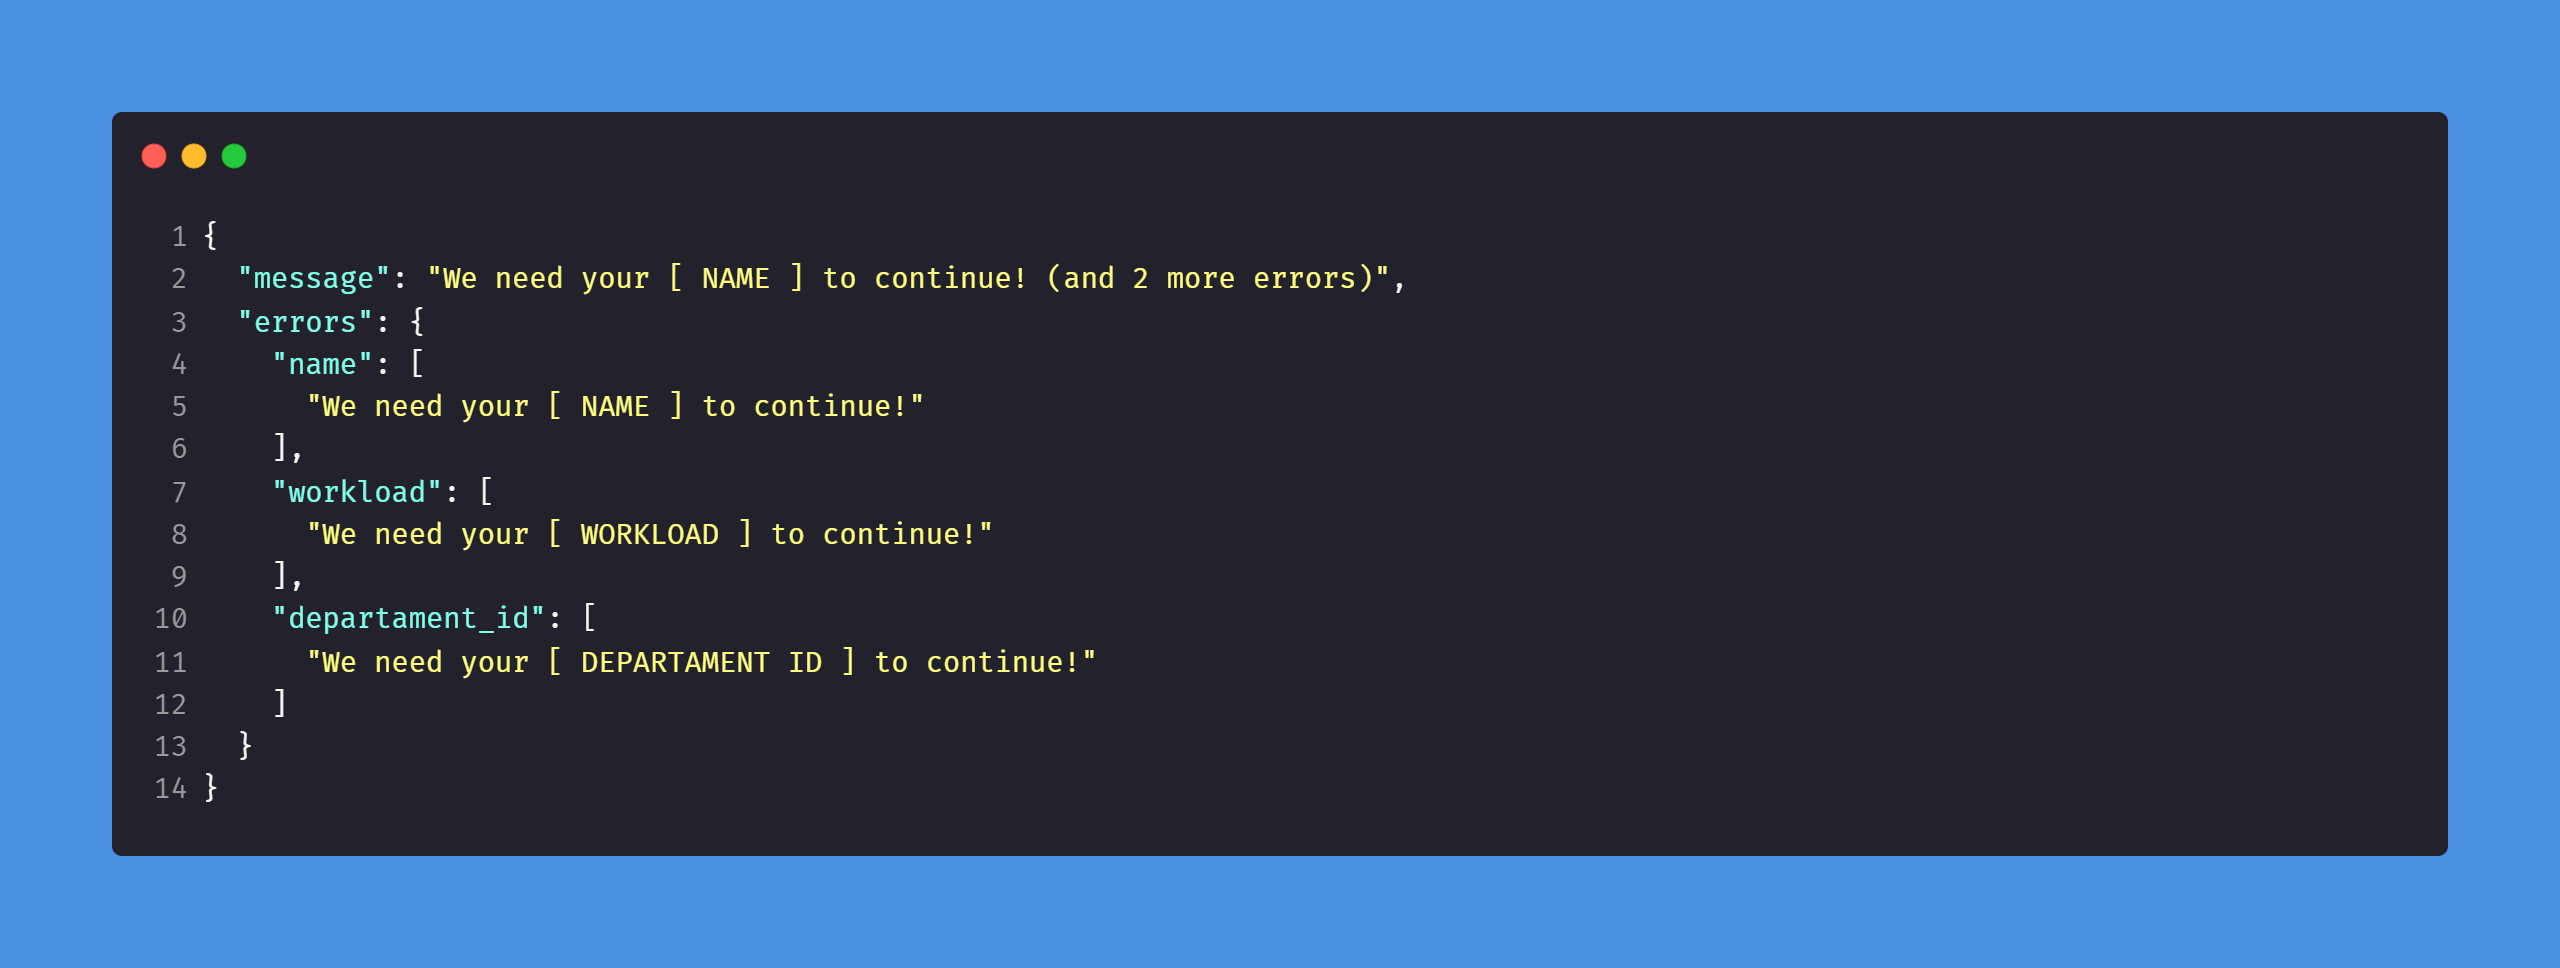 1 {
2   "message": "We need your [ NAME ] to continue! (and 2 more errors)",
3   "errors": {
4     "name": [
5       "We need your [ NAME ] to continue!"
6     ],
7     "workload": [
8       "We need your [ WORKLOAD ] to continue!"
9     ],
10     "departament_id": [
11       "We need your [ DEPARTAMENT ID ] to continue!"
12     ]
13   }
14 }